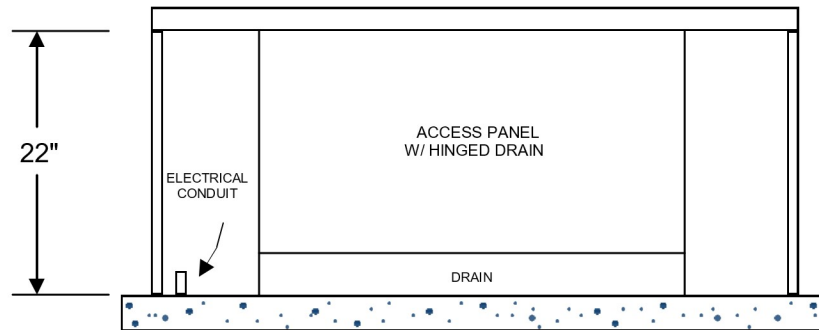 ACCESS PANEL
W/ HINGED DRAIN
22"
ELECTRICAL
CONDUIT
DRAIN